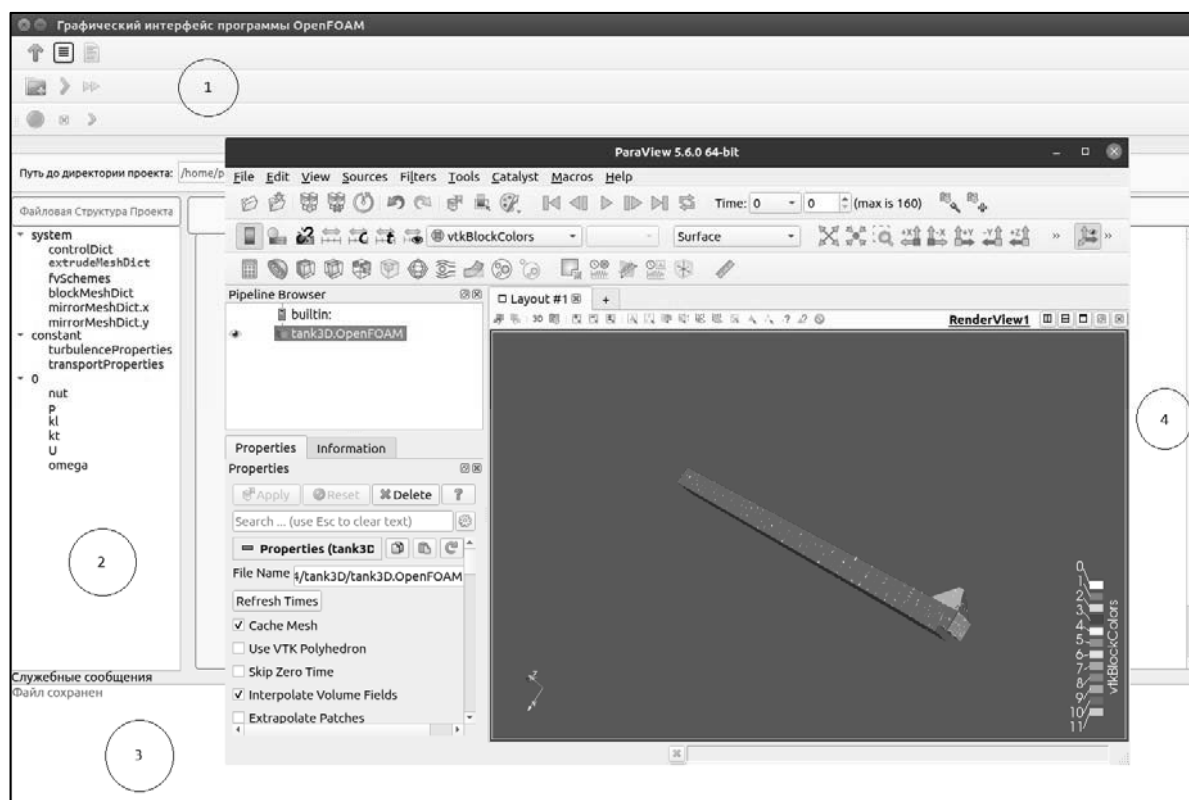 Графический интерфейс программы OpenFOAM
1
Путь до директории проекта: /home/p
Файловая Структура Проекта
system
controlDict
extrudeMeshDict
fvSchemes
blockMeshDict
mirrorMeshDict.x
mirrorMeshDict.y
constant
turbulenceProperties
transportProperties
0
nut
p
kl
kt
U
omega
2
Служебные сообщения
Файл сохранен
3
ParaView 5.6.0 64-bit
File Edit View Sources Filters Tools Catalyst Macros Help
Time: 0 0 (max is 160)
vtkBlockColors Surface +X -X +Y -Y +Z » »
Pipeline Browser
builtin:
tank3D.OpenFOAM
Properties Information
Properties
Apply Reset Delete ?
Search ... (use Esc to clear text)
Properties (tank3D
File Name 4/tank3D/tank3D.OpenFOAM
Refresh Times
Cache Mesh
Use VTK Polyhedron
Skip Zero Time
Interpolate Volume Fields
Extrapolate Patches
Layout #1 +
3D RenderView1
Z
0
1
2
3
4
5
6
7
8
9
10
11
vtkBlockColors
4